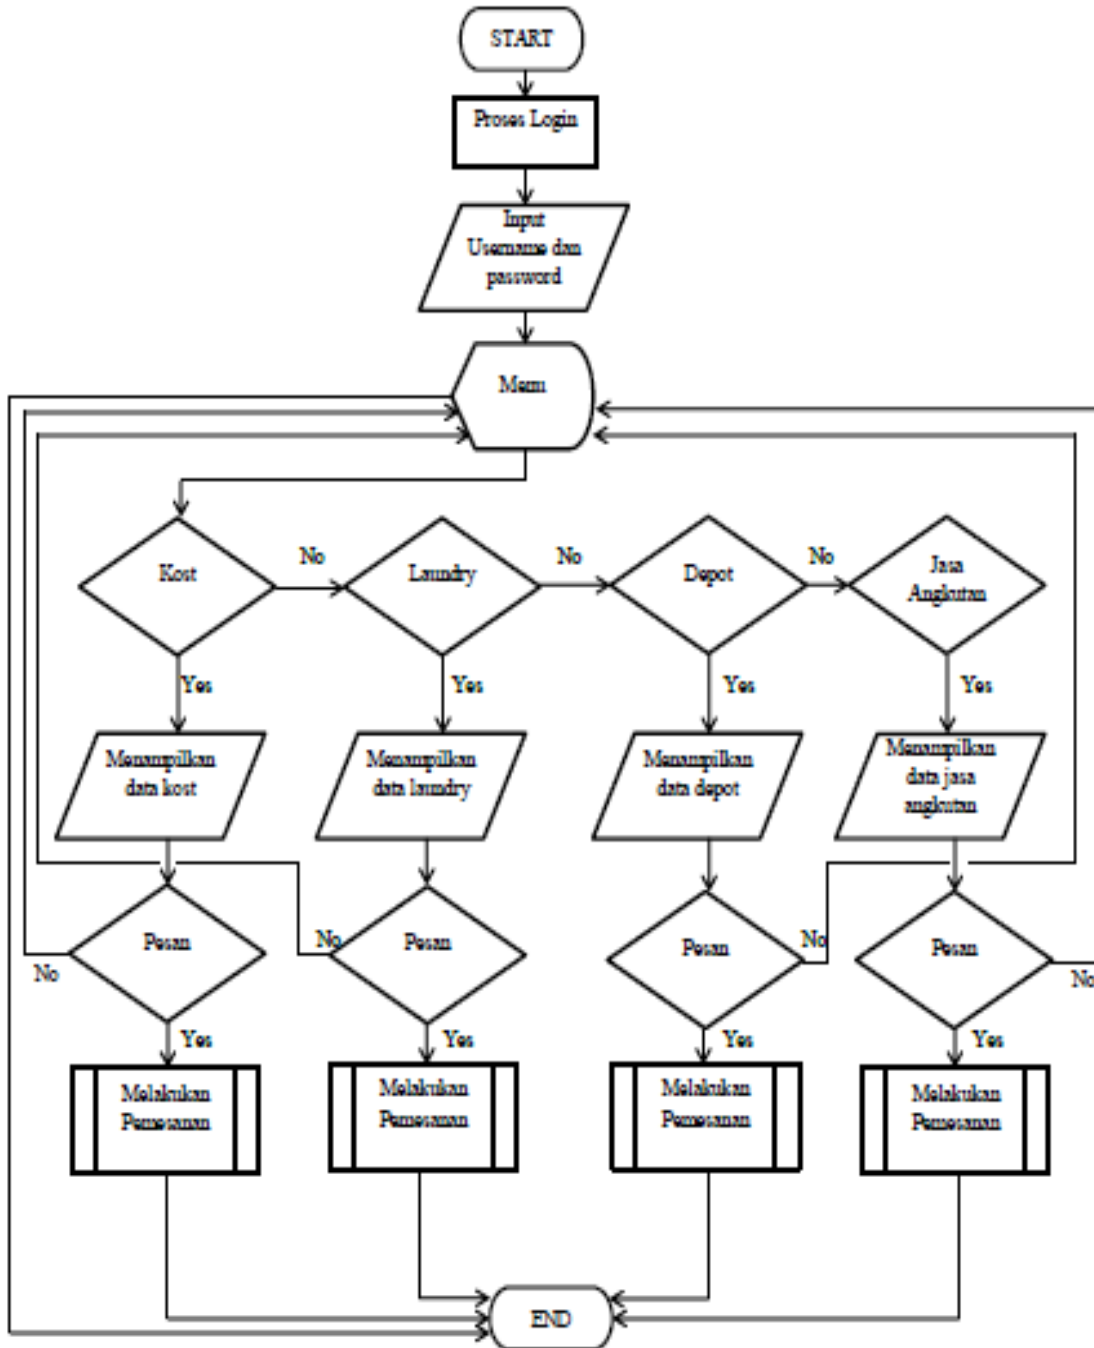 START
Proses Login
Input
Username dan
password
Menu
Kost
No
Laundry
No
Depot
No
Jasa
Angkutan
Yes
Yes
Yes
Yes
Menampilkan
data kost
Menampilkan
data laundry
Menampilkan
data depot
Menampilkan
data jasa
angkutan
Pesan
No
Pesan
No
Pesan
No
Pesan
No
Yes
Yes
Yes
Yes
Melakukan
Pemesanan
Melakukan
Pemesanan
Melakukan
Pemesanan
Melakukan
Pemesanan
END